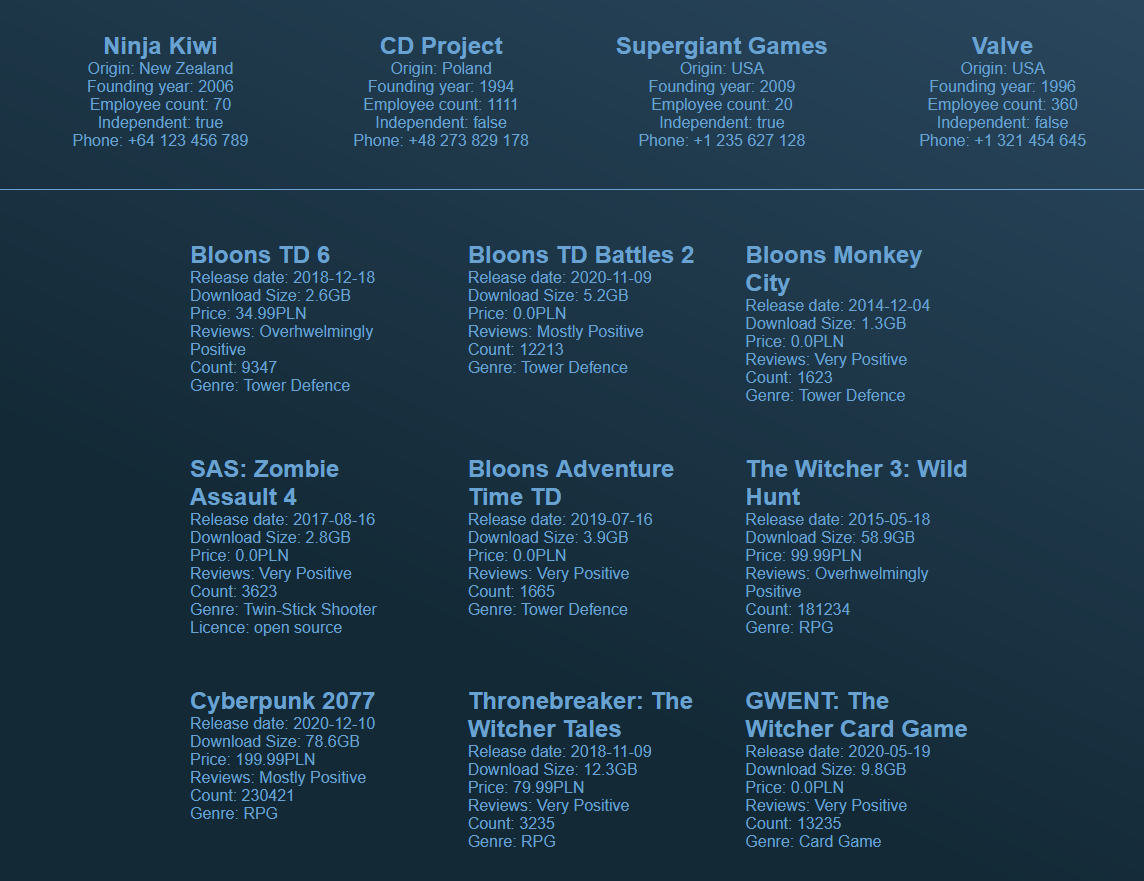 Ninja Kiwi
Origin: New Zealand
Founding year: 2006
Employee count: 70
Independent: true
Phone: +64 123 456 789
CD Project
Origin: Poland
Founding year: 1994
Employee count: 1111
Independent: false
Phone: +48 273 829 178
Supergiant Games
Origin: USA
Founding year: 2009
Employee count: 20
Independent: true
Phone: +1 235 627 128
Valve
Origin: USA
Founding year: 1996
Employee count: 360
Independent: false
Phone: +1 321 454 645
Bloons TD 6
Release date: 2018-12-18
Download Size: 2.6GB
Price: 34.99PLN
Reviews: Overhwelmingly
Positive
Count: 9347
Genre: Tower Defence
Bloons TD Battles 2
Release date: 2020-11-09
Download Size: 5.2GB
Price: 0.0PLN
Reviews: Mostly Positive
Count: 12213
Genre: Tower Defence
Bloons Monkey
City
Release date: 2014-12-04
Download Size: 1.3GB
Price: 0.0PLN
Reviews: Very Positive
Count: 1623
Genre: Tower Defence
SAS: Zombie
Assault 4
Release date: 2017-08-16
Download Size: 2.8GB
Price: 0.0PLN
Reviews: Very Positive
Count: 3623
Genre: Twin-Stick Shooter
Licence: open source
Bloons Adventure
Time TD
Release date: 2019-07-16
Download Size: 3.9GB
Price: 0.0PLN
Reviews: Very Positive
Count: 1665
Genre: Tower Defence
The Witcher 3: Wild
Hunt
Release date: 2015-05-18
Download Size: 58.9GB
Price: 99.99PLN
Reviews: Overhwelmingly
Positive
Count: 181234
Genre: RPG
Cyberpunk 2077
Release date: 2020-12-10
Download Size: 78.6GB
Price: 199.99PLN
Reviews: Mostly Positive
Count: 230421
Genre: RPG
Thronebreaker: The
Witcher Tales
Release date: 2018-11-09
Download Size: 12.3GB
Price: 79.99PLN
Reviews: Very Positive
Count: 3235
Genre: RPG
GWENT: The
Witcher Card Game
Release date: 2020-05-19
Download Size: 9.8GB
Price: 0.0PLN
Reviews: Very Positive
Count: 13235
Genre: Card Game